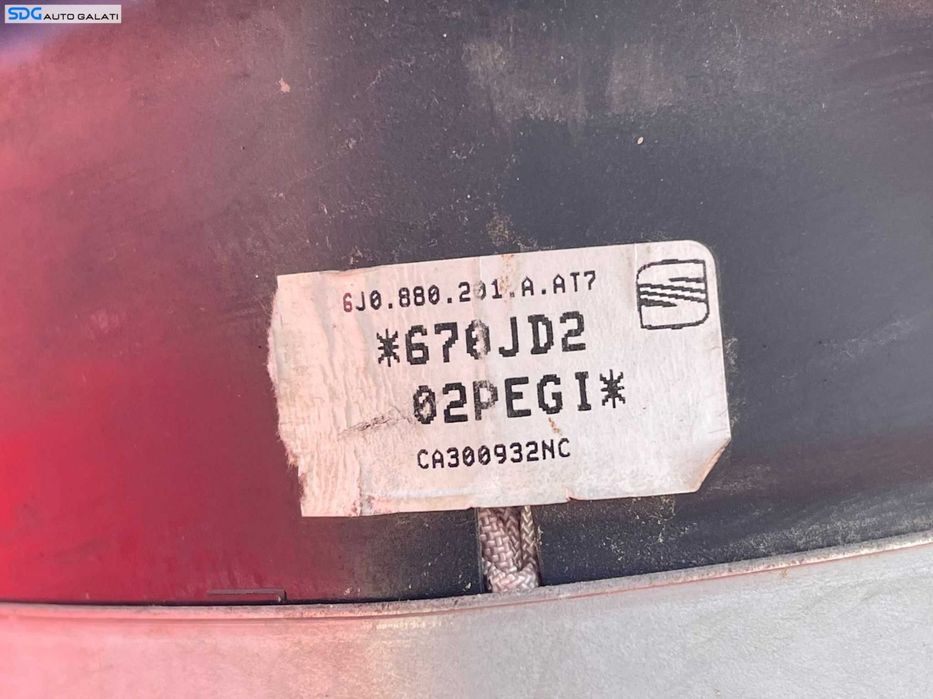 SDG AUTO GALATI
6J0.880.201.A.AT7
*670JD2
02PEGI*
CA300932NC